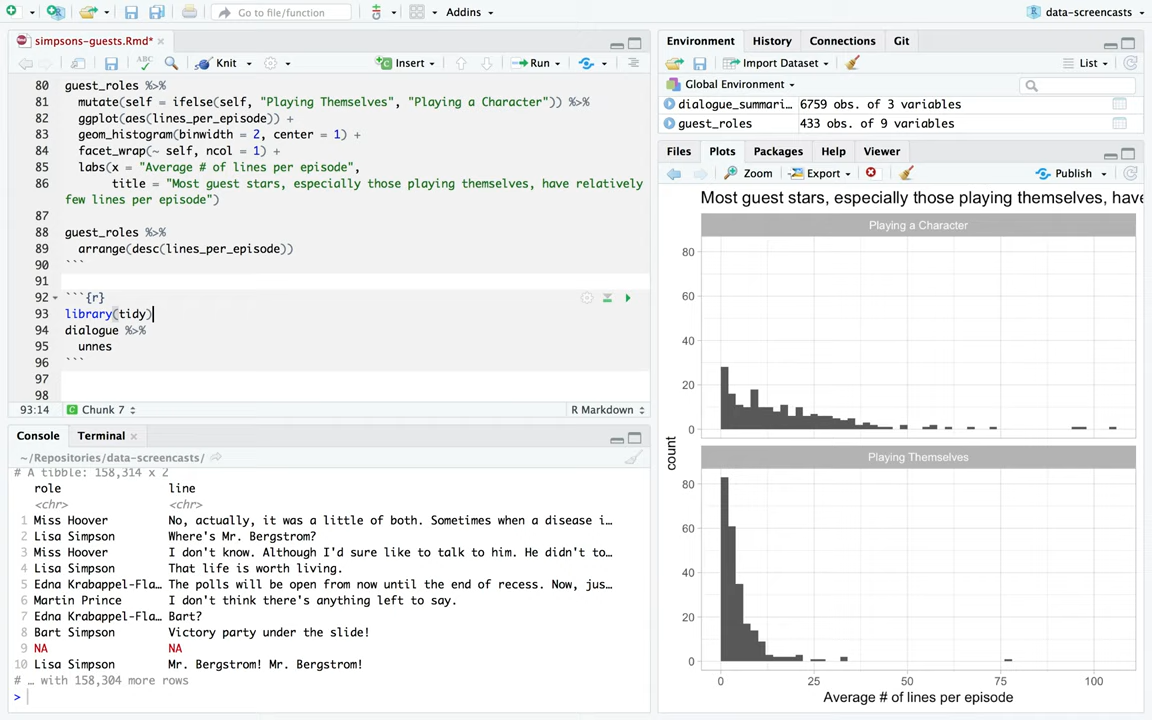 Go to file/function
Addins
data-screencasts
simpsons-guests.Rmd*
ABC
Knit
Insert
Run
80 guest_roles %>%
81 mutate(self = ifelse(self, "Playing Themselves", "Playing a Character")) %>%
82 ggplot(aes(lines_per_episode)) +
83 geom_histogram(binwidth = 2, center = 1) +
84 facet_wrap(~ self, ncol = 1) +
85 labs(x = "Average # of lines per episode",
86 title = "Most guest stars, especially those playing themselves, have relatively
few lines per episode")
87
88 guest_roles %>%
89 arrange(desc(lines_per_episode))
90 ```
91
92 ```{r}
93 library(tidy)
94 dialogue %>%
95 unnes
96 ```
97
98
93:14 Chunk 7 R Markdown
Console Terminal
~/Repositories/data-screencasts/
# A tibble: 158,314 x 2
role line
<chr> <chr>
1 Miss Hoover No, actually, it was a little of both. Sometimes when a disease i…
2 Lisa Simpson Where's Mr. Bergstrom?
3 Miss Hoover I don't know. Although I'd sure like to talk to him. He didn't to…
4 Lisa Simpson That life is worth living.
5 Edna Krabappel-Fla… The polls will be open from now until the end of recess. Now, jus…
6 Martin Prince I don't think there's anything left to say.
7 Edna Krabappel-Fla… Bart?
8 Bart Simpson Victory party under the slide!
9 NA NA
10 Lisa Simpson Mr. Bergstrom! Mr. Bergstrom!
# … with 158,304 more rows
>
Environment History Connections Git
Import Dataset List
Global Environment
dialogue_summari… 6759 obs. of 3 variables
guest_roles 433 obs. of 9 variables
Files Plots Packages Help Viewer
Zoom Export Publish
Most guest stars, especially those playing themselves, have
Playing a Character
80
60
40
20
0
count
Playing Themselves
80
60
40
20
0
0 25 50 75 100
Average # of lines per episode